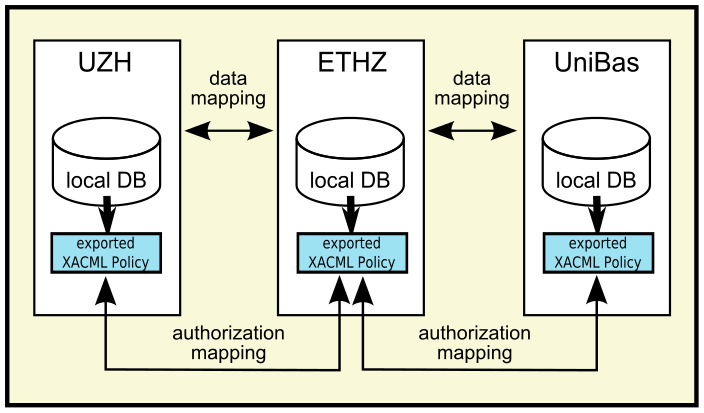 UZH
ETHZ
UniBas
data
mapping
data
mapping
local DB
local DB
local DB
exported
XACML Policy
exported
XACML Policy
exported
XACML Policy
authorization
mapping
authorization
mapping